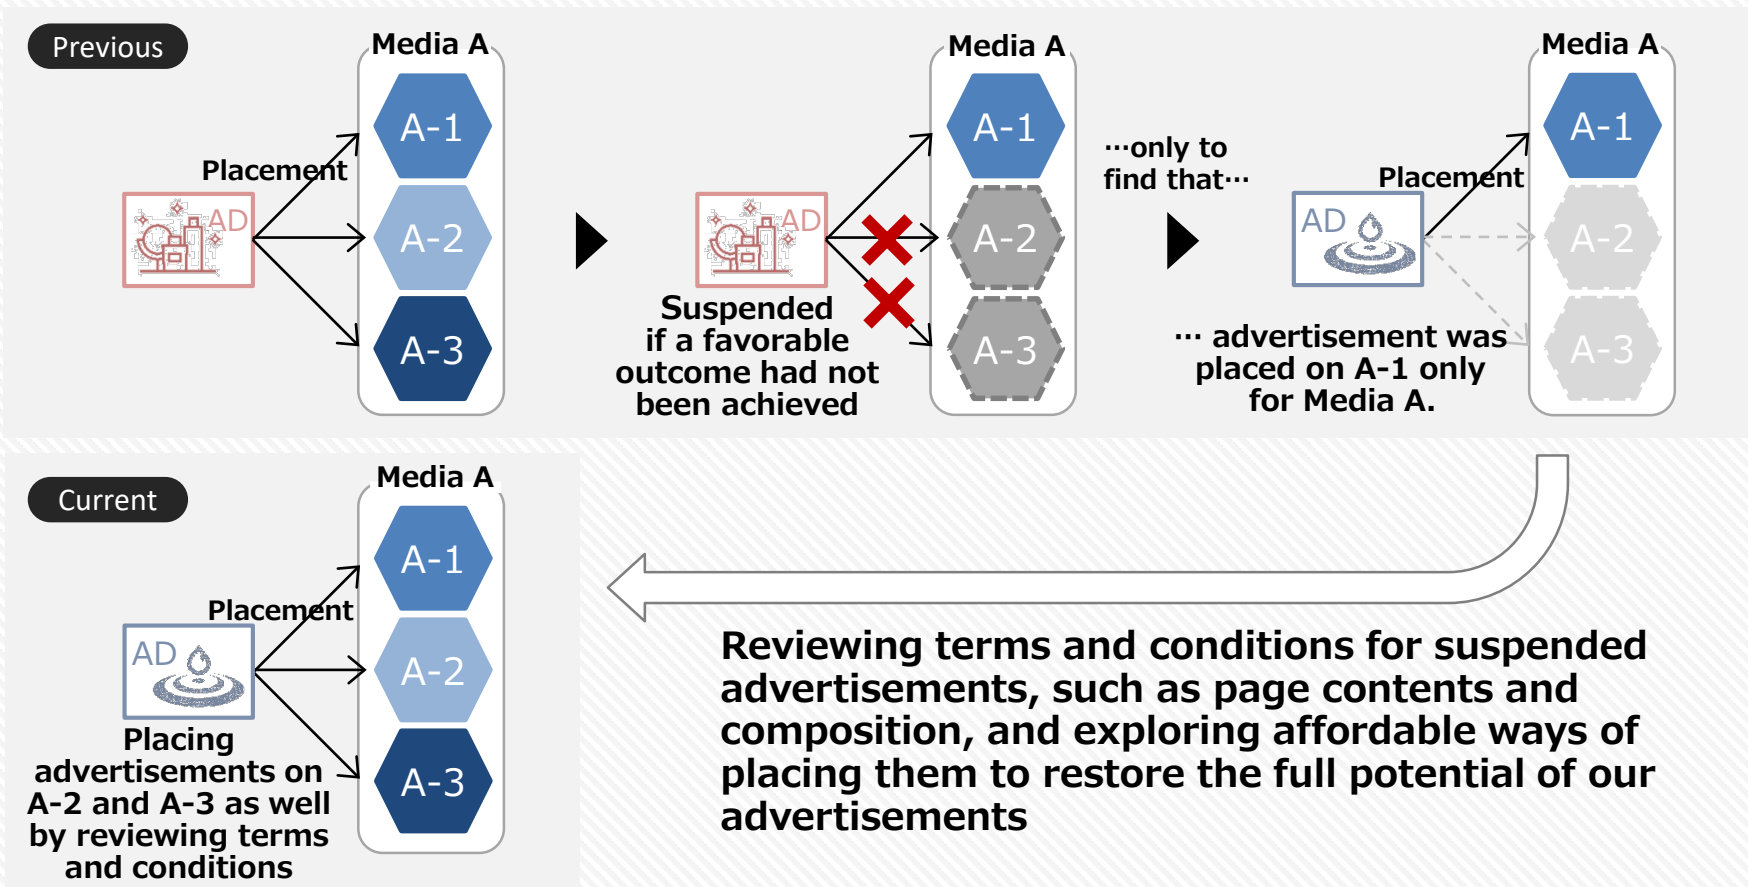 Previous
Media A
A-1
A-2
A-3
Placement
AD
Media A
A-1
A-2
A-3
AD
Suspended
if a favorable
outcome had not
been achieved
…only to
find that…
Media A
A-1
A-2
A-3
Placement
AD
… advertisement was
placed on A-1 only
for Media A.
Current
Media A
A-1
A-2
A-3
Placement
AD
Placing
advertisements on
A-2 and A-3 as well
by reviewing terms
and conditions
Reviewing terms and conditions for suspended
advertisements, such as page contents and
composition, and exploring affordable ways of
placing them to restore the full potential of our
advertisements